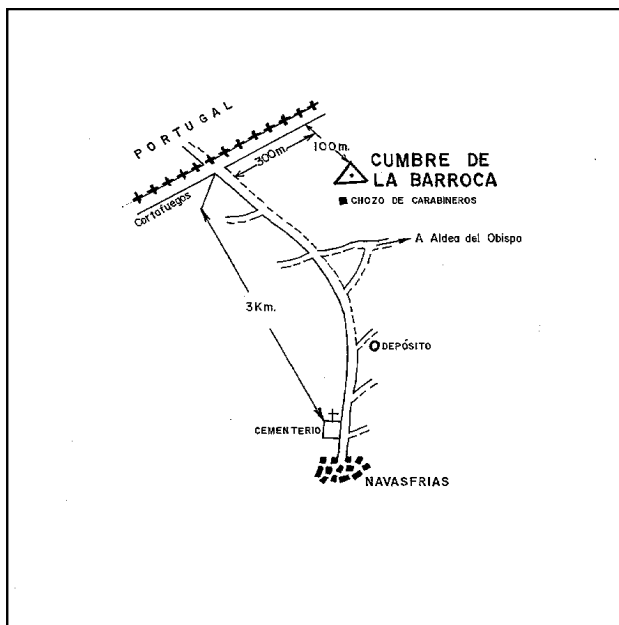 PORTUGAL
300m.
100m.
CUMBRE DE
LA BARROCA
CHOZO DE CARABINEROS
Cortafuegos
A Aldea del Obispo
3Km.
DEPÓSITO
CEMENTERIO
NAVASFRIAS